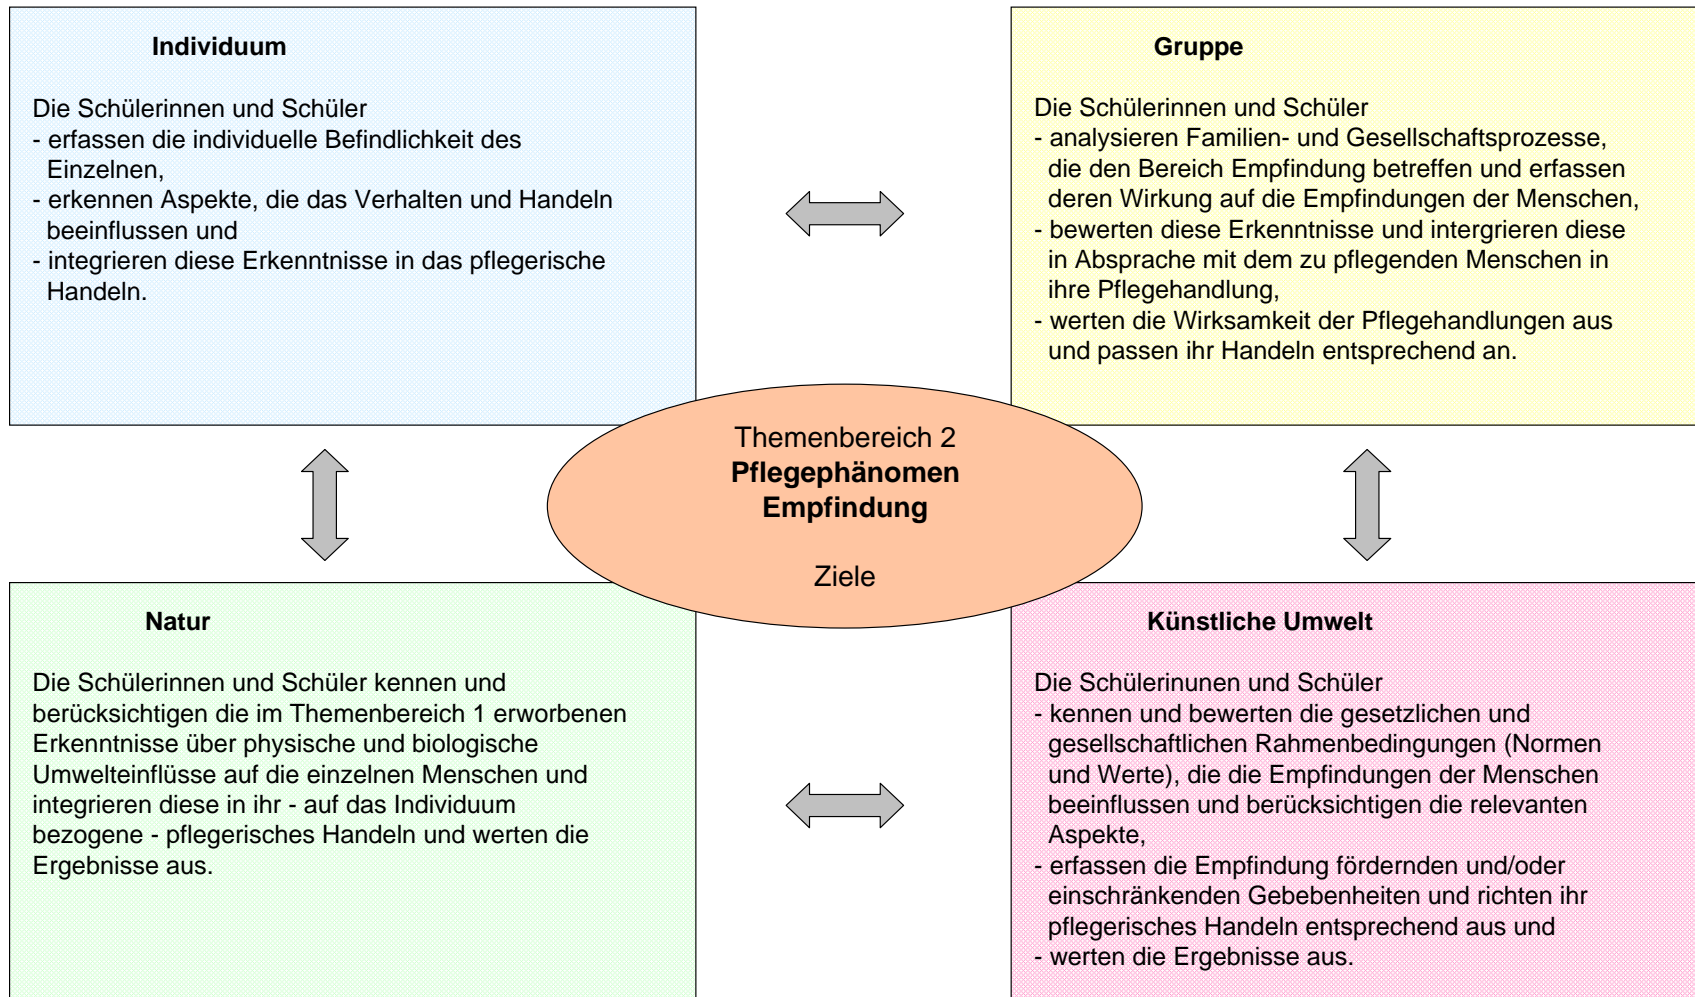 Individuum
Die Schülerinnen und Schüler
- erfassen die individuelle Befindlichkeit des
Einzelnen,
- erkennen Aspekte, die das Verhalten und Handeln
beeinflussen und
- integrieren diese Erkenntnisse in das pflegerische
Handeln.
Gruppe
Die Schülerinnen und Schüler
- analysieren Familien- und Gesellschaftsprozesse,
die den Bereich Empfindung betreffen und erfassen
deren Wirkung auf die Empfindungen der Menschen,
- bewerten diese Erkenntnisse und intergrieren diese
in Absprache mit dem zu pflegenden Menschen in
ihre Pflegehandlung,
- werten die Wirksamkeit der Pflegehandlungen aus
und passen ihr Handeln entsprechend an.
Themenbereich 2
Pflegephänomen
Empfindung
Ziele
Natur
Die Schülerinnen und Schüler kennen und
berücksichtigen die im Themenbereich 1 erworbenen
Erkenntnisse über physische und biologische
Umwelteinflüsse auf die einzelnen Menschen und
integrieren diese in ihr - auf das Individuum
bezogene - pflegerisches Handeln und werten die
Ergebnisse aus.
Künstliche Umwelt
Die Schülerinunen und Schüler
- kennen und bewerten die gesetzlichen und
gesellschaftlichen Rahmenbedingungen (Normen
und Werte), die die Empfindungen der Menschen
beeinflussen und berücksichtigen die relevanten
Aspekte,
- erfassen die Empfindung fördernden und/oder
einschränkenden Gebebenheiten und richten ihr
pflegerisches Handeln entsprechend aus und
- werten die Ergebnisse aus.